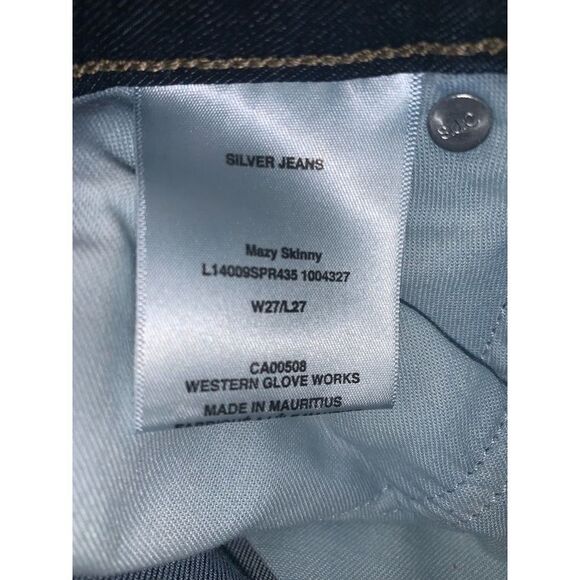 SILVER JEANS
Mazy Skinny
L14009SPR435 1004327
W27/L27
CA00508
WESTERN GLOVE WORKS
MADE IN MAURITIUS